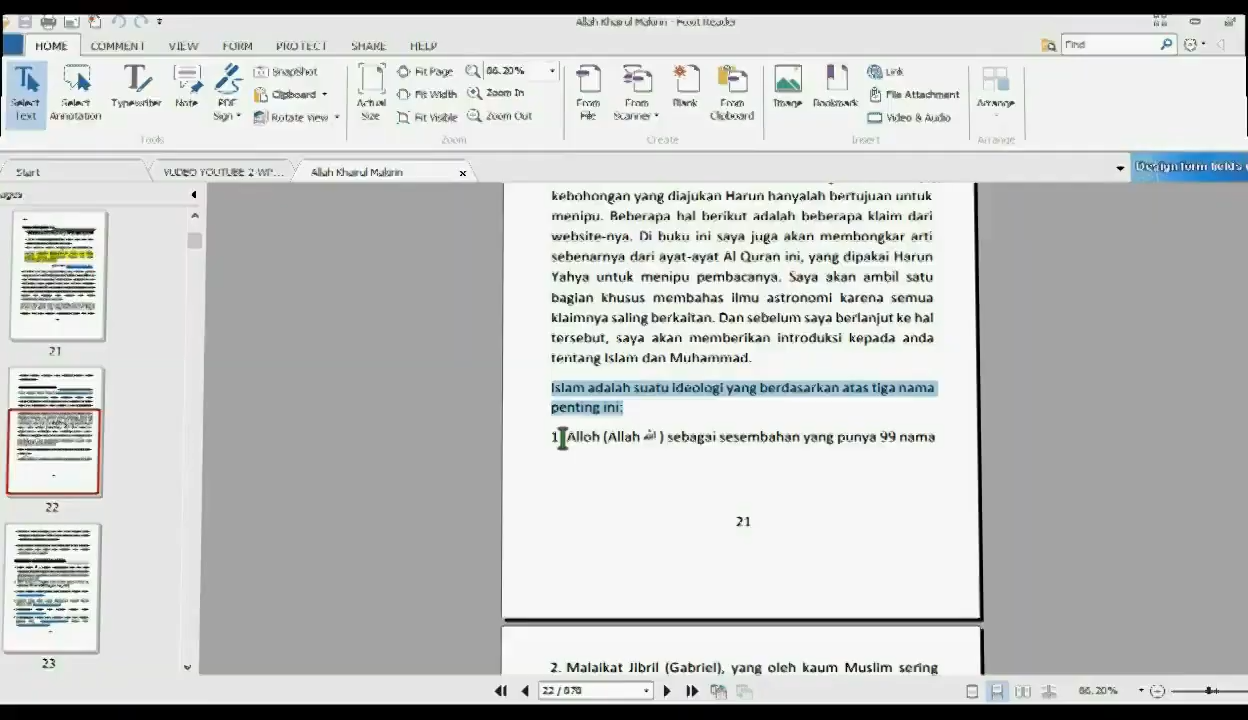 Allah Khairul Makirin - Foxit Reader
HOME COMMENT VIEW FORM PROTECT SHARE HELP
Find
Select Text
Select Annotation
Typewriter
Note
PDF Sign
SnapShot
Clipboard
Rotate View
Tools
Actual Size
Fit Page
Fit Width
Fit Visible
86.20%
Zoom In
Zoom Out
Zoom
From File
From Scanner
Blank
From Clipboard
Create
Image
Bookmark
Link
File Attachment
Video & Audio
Insert
Arrange
Arrange
Start
VUDEO YOUTUBE 2-WP...
Allah Khairul Makirin
Design form fields
ages
21
22
23
kebohongan yang diajukan Harun hanyalah bertujuan untuk
menipu. Beberapa hal berikut adalah beberapa klaim dari
website-nya. Di buku ini saya juga akan membongkar arti
sebenarnya dari ayat-ayat Al Quran ini, yang dipakai Harun
Yahya untuk menipu pembacanya. Saya akan ambil satu
bagian khusus membahas ilmu astronomi karena semua
klaimnya saling berkaitan. Dan sebelum saya berlanjut ke hal
tersebut, saya akan memberikan introduksi kepada anda
tentang Islam dan Muhammad.
Islam adalah suatu ideologi yang berdasarkan atas tiga nama
penting ini:
1. Alloh (Allah الله ) sebagai sesembahan yang punya 99 nama
21
2. Malaikat Jibril (Gabriel), yang oleh kaum Muslim sering
22 / 678
86.20%